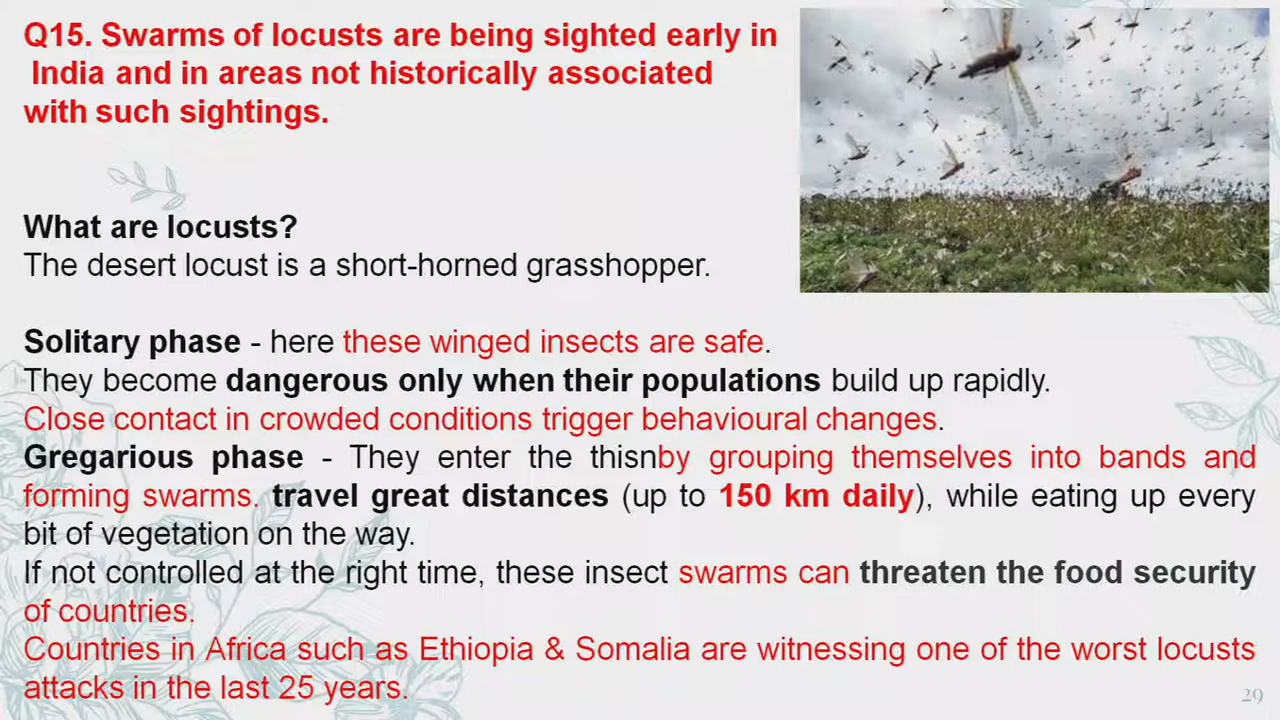 Q15. Swarms of locusts are being sighted early in
India and in areas not historically associated
with such sightings.
What are locusts?
The desert locust is a short-horned grasshopper.
Solitary phase - here these winged insects are safe.
They become dangerous only when their populations build up rapidly.
Close contact in crowded conditions trigger behavioural changes.
Gregarious phase - They enter the thisnby grouping themselves into bands and
forming swarms. travel great distances (up to 150 km daily), while eating up every
bit of vegetation on the way.
If not controlled at the right time, these insect swarms can threaten the food security
of countries.
Countries in Africa such as Ethiopia & Somalia are witnessing one of the worst locusts
attacks in the last 25 years.
29